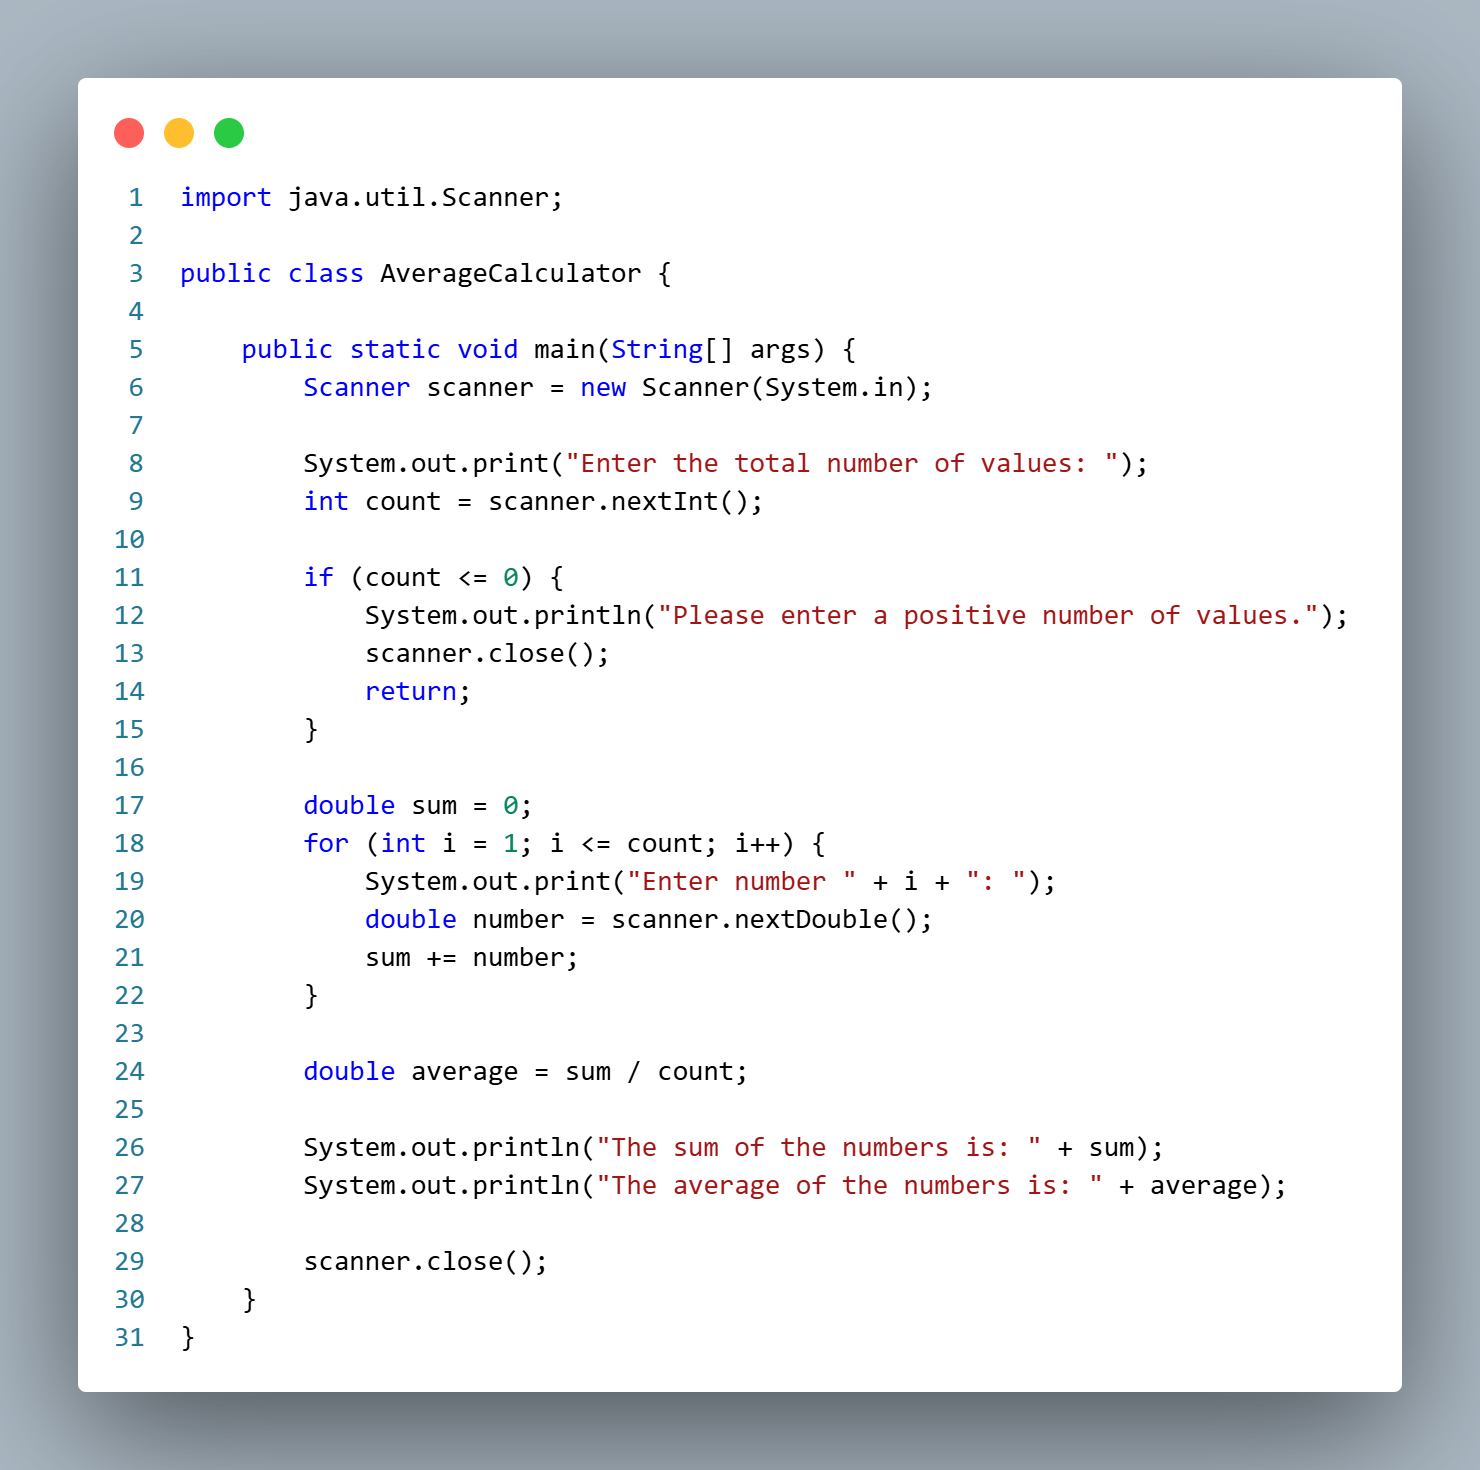 1 import java.util.Scanner;
2
3 public class AverageCalculator {
4
5     public static void main(String[] args) {
6         Scanner scanner = new Scanner(System.in);
7
8         System.out.print("Enter the total number of values: ");
9         int count = scanner.nextInt();
10
11         if (count <= 0) {
12             System.out.println("Please enter a positive number of values.");
13             scanner.close();
14             return;
15         }
16
17         double sum = 0;
18         for (int i = 1; i <= count; i++) {
19             System.out.print("Enter number " + i + ": ");
20             double number = scanner.nextDouble();
21             sum += number;
22         }
23
24         double average = sum / count;
25
26         System.out.println("The sum of the numbers is: " + sum);
27         System.out.println("The average of the numbers is: " + average);
28
29         scanner.close();
30     }
31 }